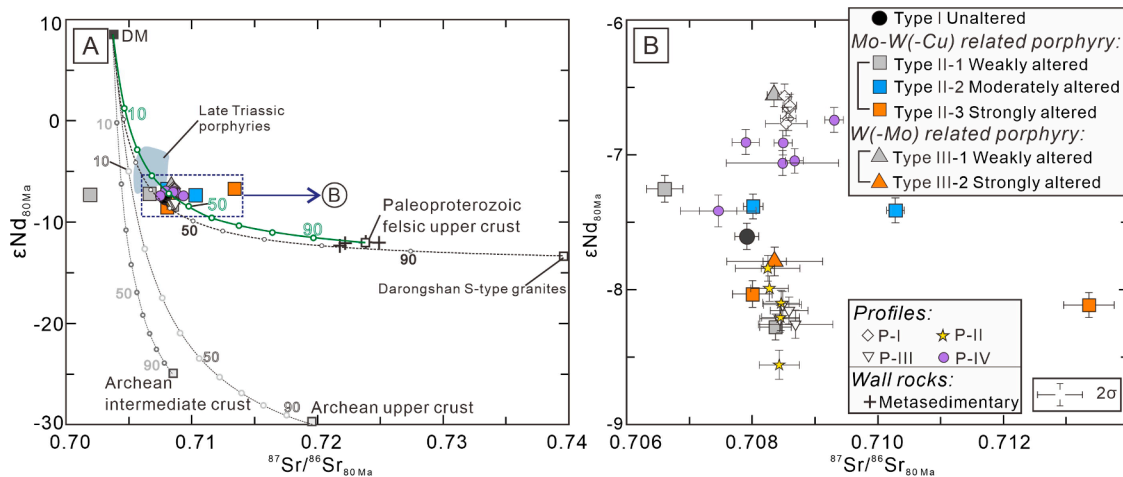 10
0
-10
-20
-30
εNd80Ma
0.70
0.71
0.72
0.73
0.74
87Sr/86Sr80 Ma
A
DM
10
10
10
Late Triassic
porphyries
B
50
50
90
90
Paleoproterozoic
felsic upper crust
Darongshan S-type granites
50
50
90
90
Archean
intermediate crust
Archean upper crust
-6
-7
-8
-9
εNd80Ma
0.706
0.708
0.710
0.712
87Sr/86Sr80 Ma
B
Type I Unaltered
Mo-W(-Cu) related porphyry:
Type II-1 Weakly altered
Type II-2 Moderately altered
Type II-3 Strongly altered
W(-Mo) related porphyry:
Type III-1 Weakly altered
Type III-2 Strongly altered
Profiles:
P-I P-II
P-III P-IV
Wall rocks:
Metasedimentary
2σ